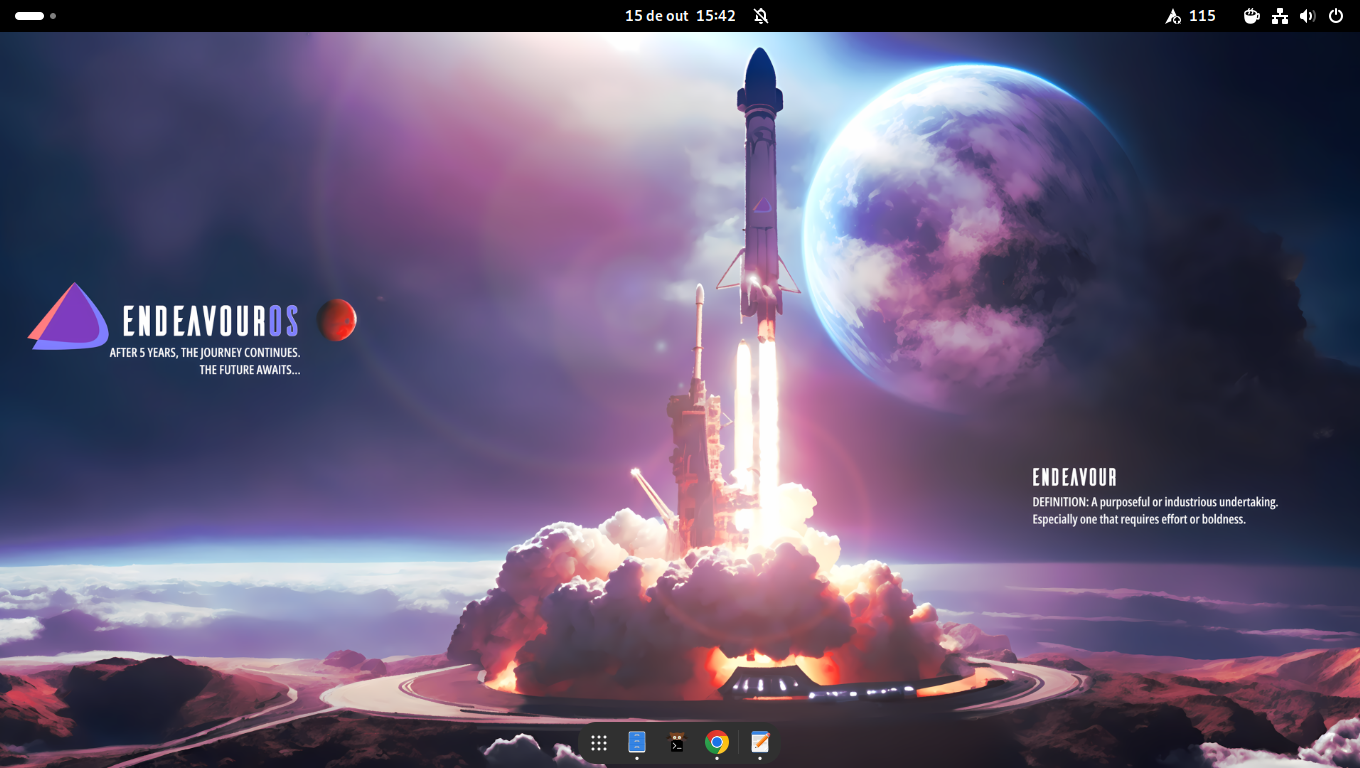 15 de out 15:42
115
ENDEAVOUROS
AFTER 5 YEARS, THE JOURNEY CONTINUES.
THE FUTURE AWAITS...
ENDEAVOUR
DEFINITION: A purposeful or industrious undertaking.
Especially one that requires effort or boldness.